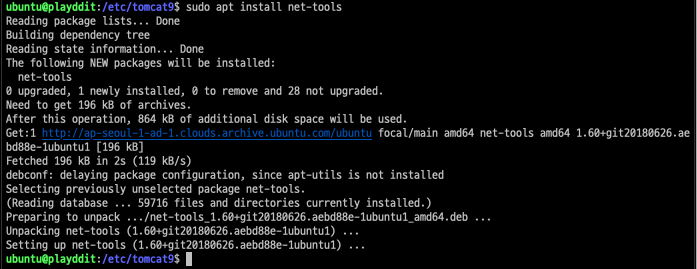 ubuntu@playddit:/etc/tomcat9$ sudo apt install net-tools
Reading package lists... Done
Building dependency tree
Reading state information... Done
The following NEW packages will be installed:
  net-tools
0 upgraded, 1 newly installed, 0 to remove and 28 not upgraded.
Need to get 196 kB of archives.
After this operation, 864 kB of additional disk space will be used.
Get:1 http://ap-seoul-1-ad-1.clouds.archive.ubuntu.com/ubuntu focal/main amd64 net-tools amd64 1.60+git20180626.ae
bd88e-1ubuntu1 [196 kB]
Fetched 196 kB in 2s (119 kB/s)
debconf: delaying package configuration, since apt-utils is not installed
Selecting previously unselected package net-tools.
(Reading database ... 59716 files and directories currently installed.)
Preparing to unpack .../net-tools_1.60+git20180626.aebd88e-1ubuntu1_amd64.deb ...
Unpacking net-tools (1.60+git20180626.aebd88e-1ubuntu1) ...
Setting up net-tools (1.60+git20180626.aebd88e-1ubuntu1) ...
ubuntu@playddit:/etc/tomcat9$